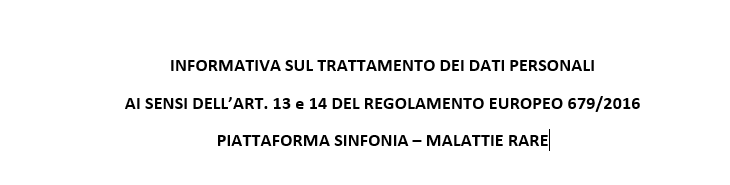 INFORMATIVA SUL TRATTAMENTO DEI DATI PERSONALI
AI SENSI DELL'ART. 13 e 14 DEL REGOLAMENTO EUROPEO 679/2016
PIATTAFORMA SINFONIA – MALATTIE RARE